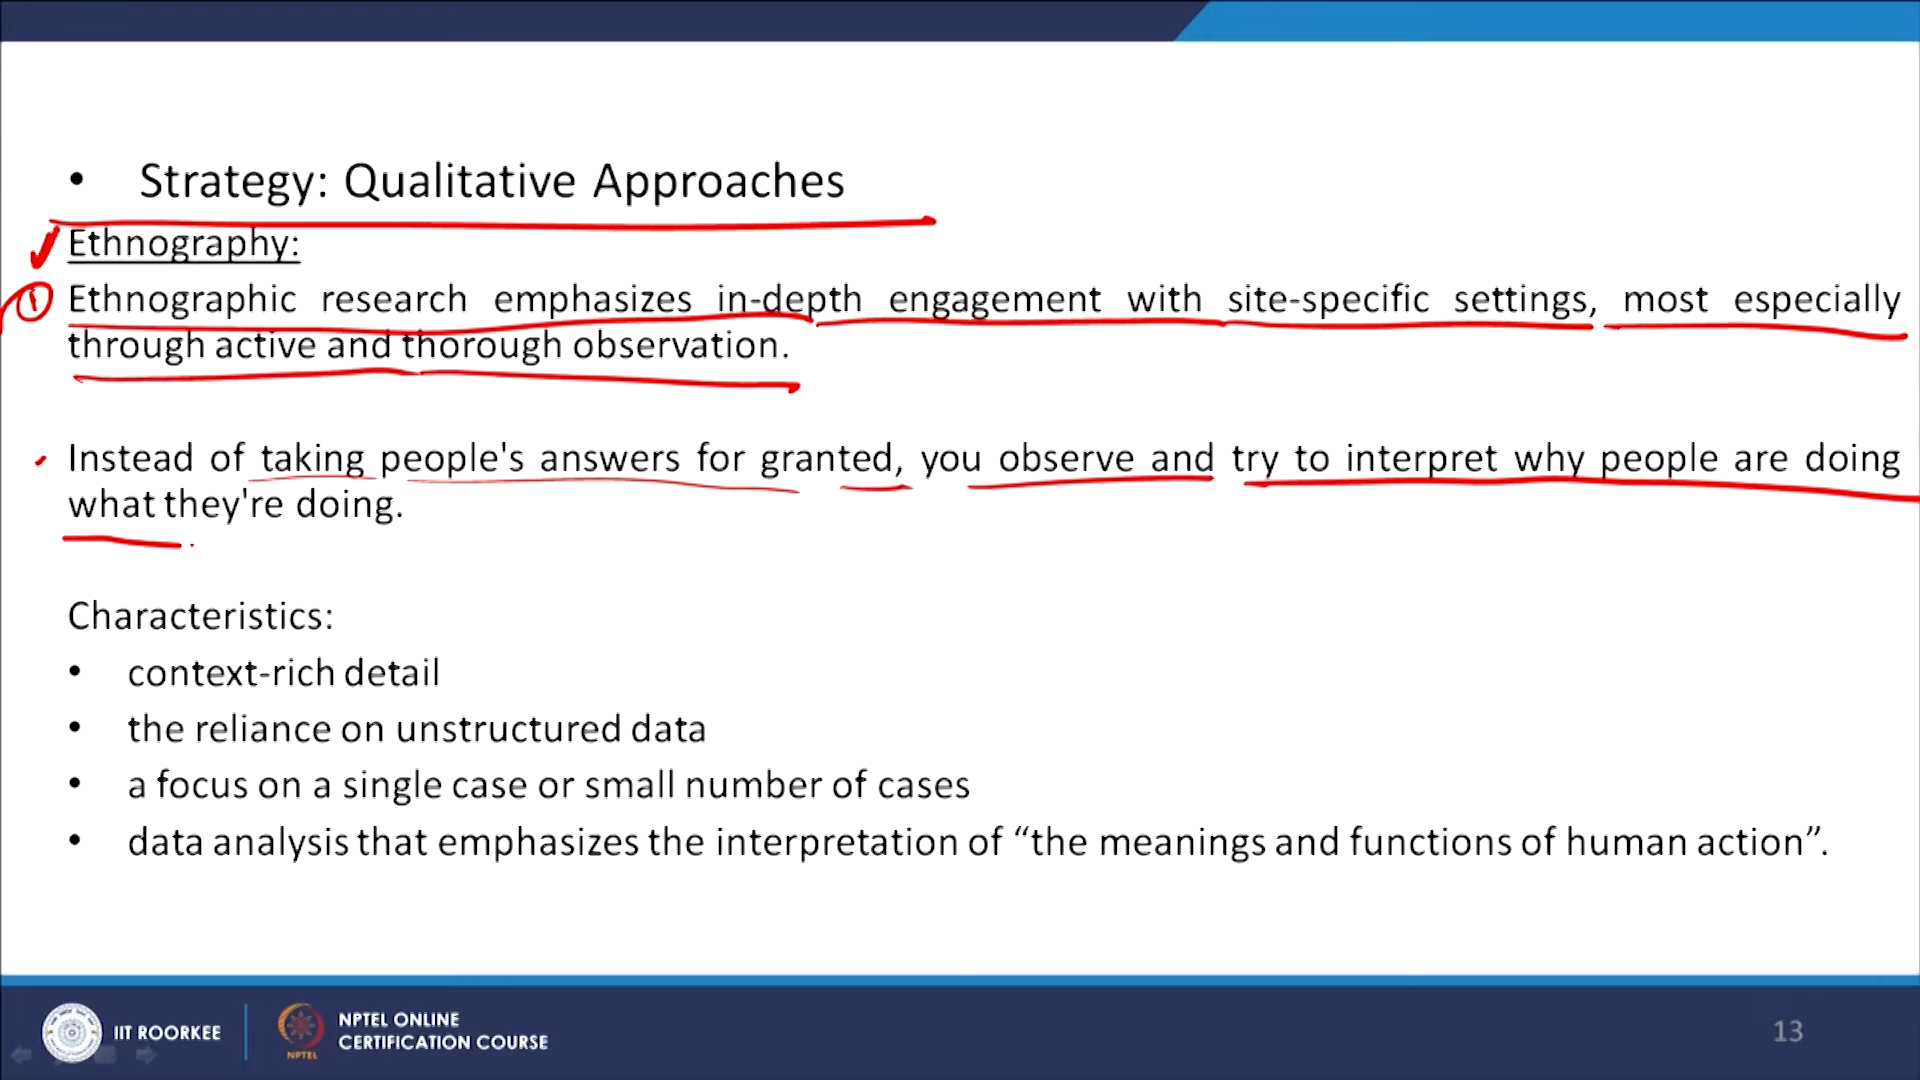 • Strategy: Qualitative Approaches
Ethnography:
① Ethnographic research emphasizes in-depth engagement with site-specific settings, most especially
through active and thorough observation.
Instead of taking people's answers for granted, you observe and try to interpret why people are doing
what they're doing.
Characteristics:
• context-rich detail
• the reliance on unstructured data
• a focus on a single case or small number of cases
• data analysis that emphasizes the interpretation of “the meanings and functions of human action”.
IIT ROORKEE
NPTEL
NPTEL ONLINE
CERTIFICATION COURSE
13